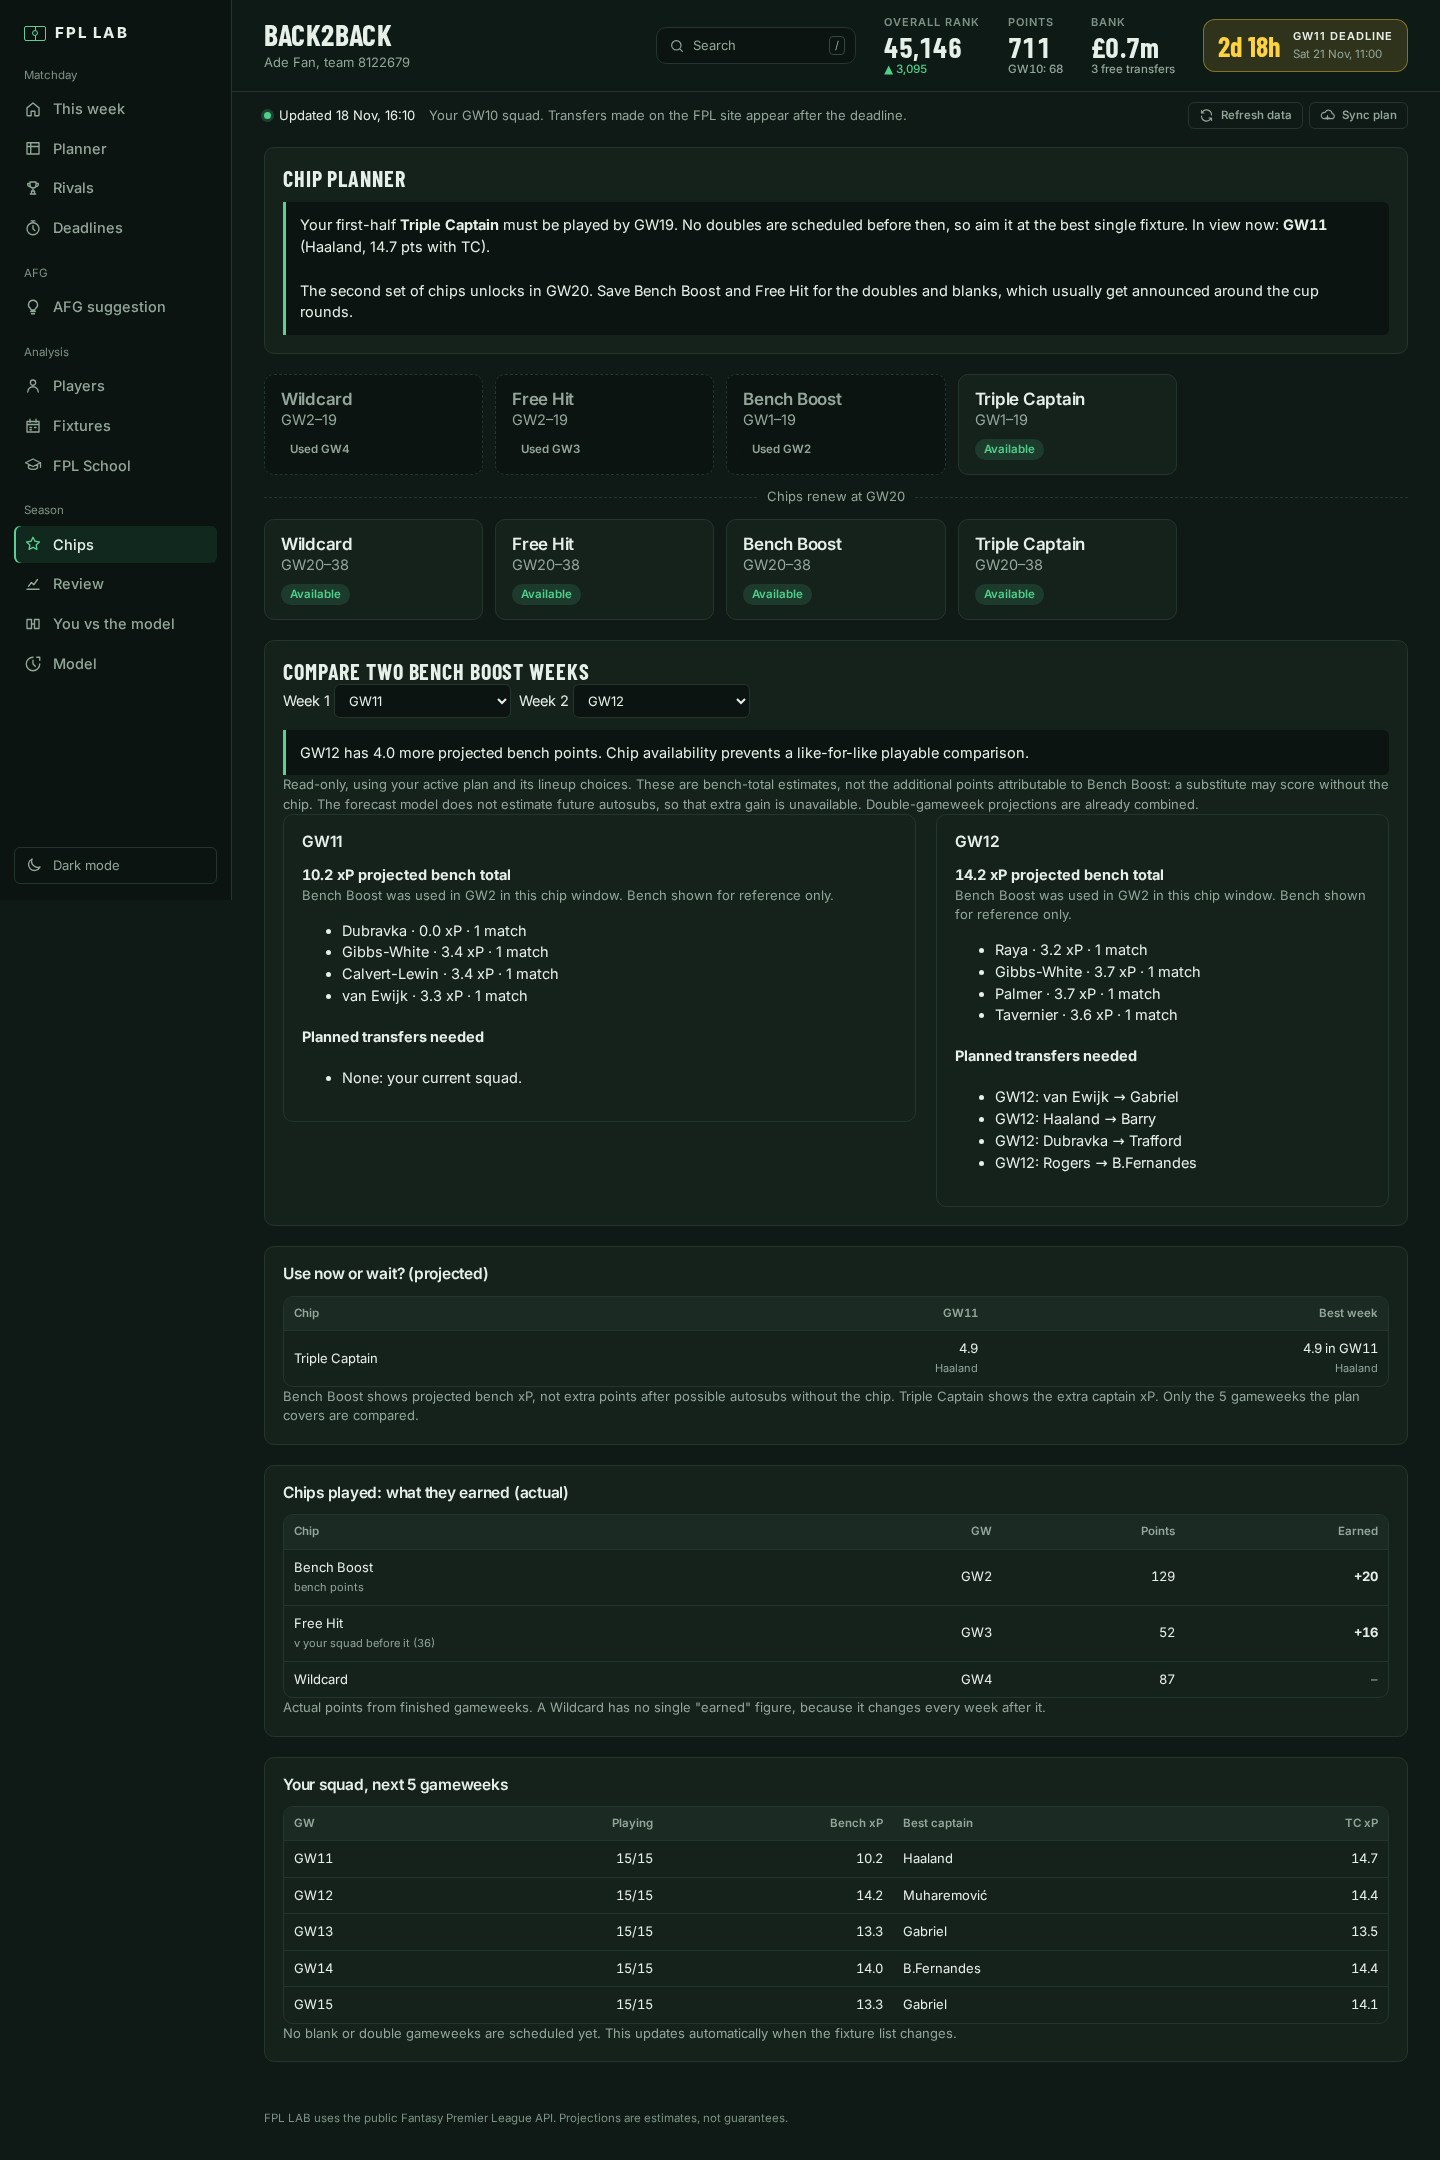 FPL LAB
Matchday
This week
Planner
Rivals
Deadlines
AFG
AFG suggestion
Analysis
Players
Fixtures
FPL School
Season
Chips
Review
You vs the model
Model
Dark mode
BACK2BACK
Ade Fan, team 8122679
Search /
OVERALL RANK
45,146
▲ 3,095
POINTS
711
GW10: 68
BANK
£0.7m
3 free transfers
2d 18h
GW11 DEADLINE
Sat 21 Nov, 11:00
Updated 18 Nov, 16:10 Your GW10 squad. Transfers made on the FPL site appear after the deadline.
Refresh data
Sync plan
CHIP PLANNER
Your first-half Triple Captain must be played by GW19. No doubles are scheduled before then, so aim it at the best single fixture. In view now: GW11
(Haaland, 14.7 pts with TC).
The second set of chips unlocks in GW20. Save Bench Boost and Free Hit for the doubles and blanks, which usually get announced around the cup
rounds.
Wildcard
GW2–19
Used GW4
Free Hit
GW2–19
Used GW3
Bench Boost
GW1–19
Used GW2
Triple Captain
GW1–19
Available
Chips renew at GW20
Wildcard
GW20–38
Available
Free Hit
GW20–38
Available
Bench Boost
GW20–38
Available
Triple Captain
GW20–38
Available
COMPARE TWO BENCH BOOST WEEKS
Week 1 GW11 Week 2 GW12
GW12 has 4.0 more projected bench points. Chip availability prevents a like-for-like playable comparison.
Read-only, using your active plan and its lineup choices. These are bench-total estimates, not the additional points attributable to Bench Boost: a substitute may score without the
chip. The forecast model does not estimate future autosubs, so that extra gain is unavailable. Double-gameweek projections are already combined.
GW11
10.2 xP projected bench total
Bench Boost was used in GW2 in this chip window. Bench shown for reference only.
• Dubravka · 0.0 xP · 1 match
• Gibbs-White · 3.4 xP · 1 match
• Calvert-Lewin · 3.4 xP · 1 match
• van Ewijk · 3.3 xP · 1 match
Planned transfers needed
• None: your current squad.
GW12
14.2 xP projected bench total
Bench Boost was used in GW2 in this chip window. Bench shown
for reference only.
• Raya · 3.2 xP · 1 match
• Gibbs-White · 3.7 xP · 1 match
• Palmer · 3.7 xP · 1 match
• Tavernier · 3.6 xP · 1 match
Planned transfers needed
• GW12: van Ewijk → Gabriel
• GW12: Haaland → Barry
• GW12: Dubravka → Trafford
• GW12: Rogers → B.Fernandes
Use now or wait? (projected)
Chip GW11 Best week
Triple Captain 4.9 4.9 in GW11
Haaland Haaland
Bench Boost shows projected bench xP, not extra points after possible autosubs without the chip. Triple Captain shows the extra captain xP. Only the 5 gameweeks the plan
covers are compared.
Chips played: what they earned (actual)
Chip GW Points Earned
Bench Boost GW2 129 +20
bench points
Free Hit GW3 52 +16
v your squad before it (36)
Wildcard GW4 87 –
Actual points from finished gameweeks. A Wildcard has no single "earned" figure, because it changes every week after it.
Your squad, next 5 gameweeks
GW Playing Bench xP Best captain TC xP
GW11 15/15 10.2 Haaland 14.7
GW12 15/15 14.2 Muharemović 14.4
GW13 15/15 13.3 Gabriel 13.5
GW14 15/15 14.0 B.Fernandes 14.4
GW15 15/15 13.3 Gabriel 14.1
No blank or double gameweeks are scheduled yet. This updates automatically when the fixture list changes.
FPL LAB uses the public Fantasy Premier League API. Projections are estimates, not guarantees.